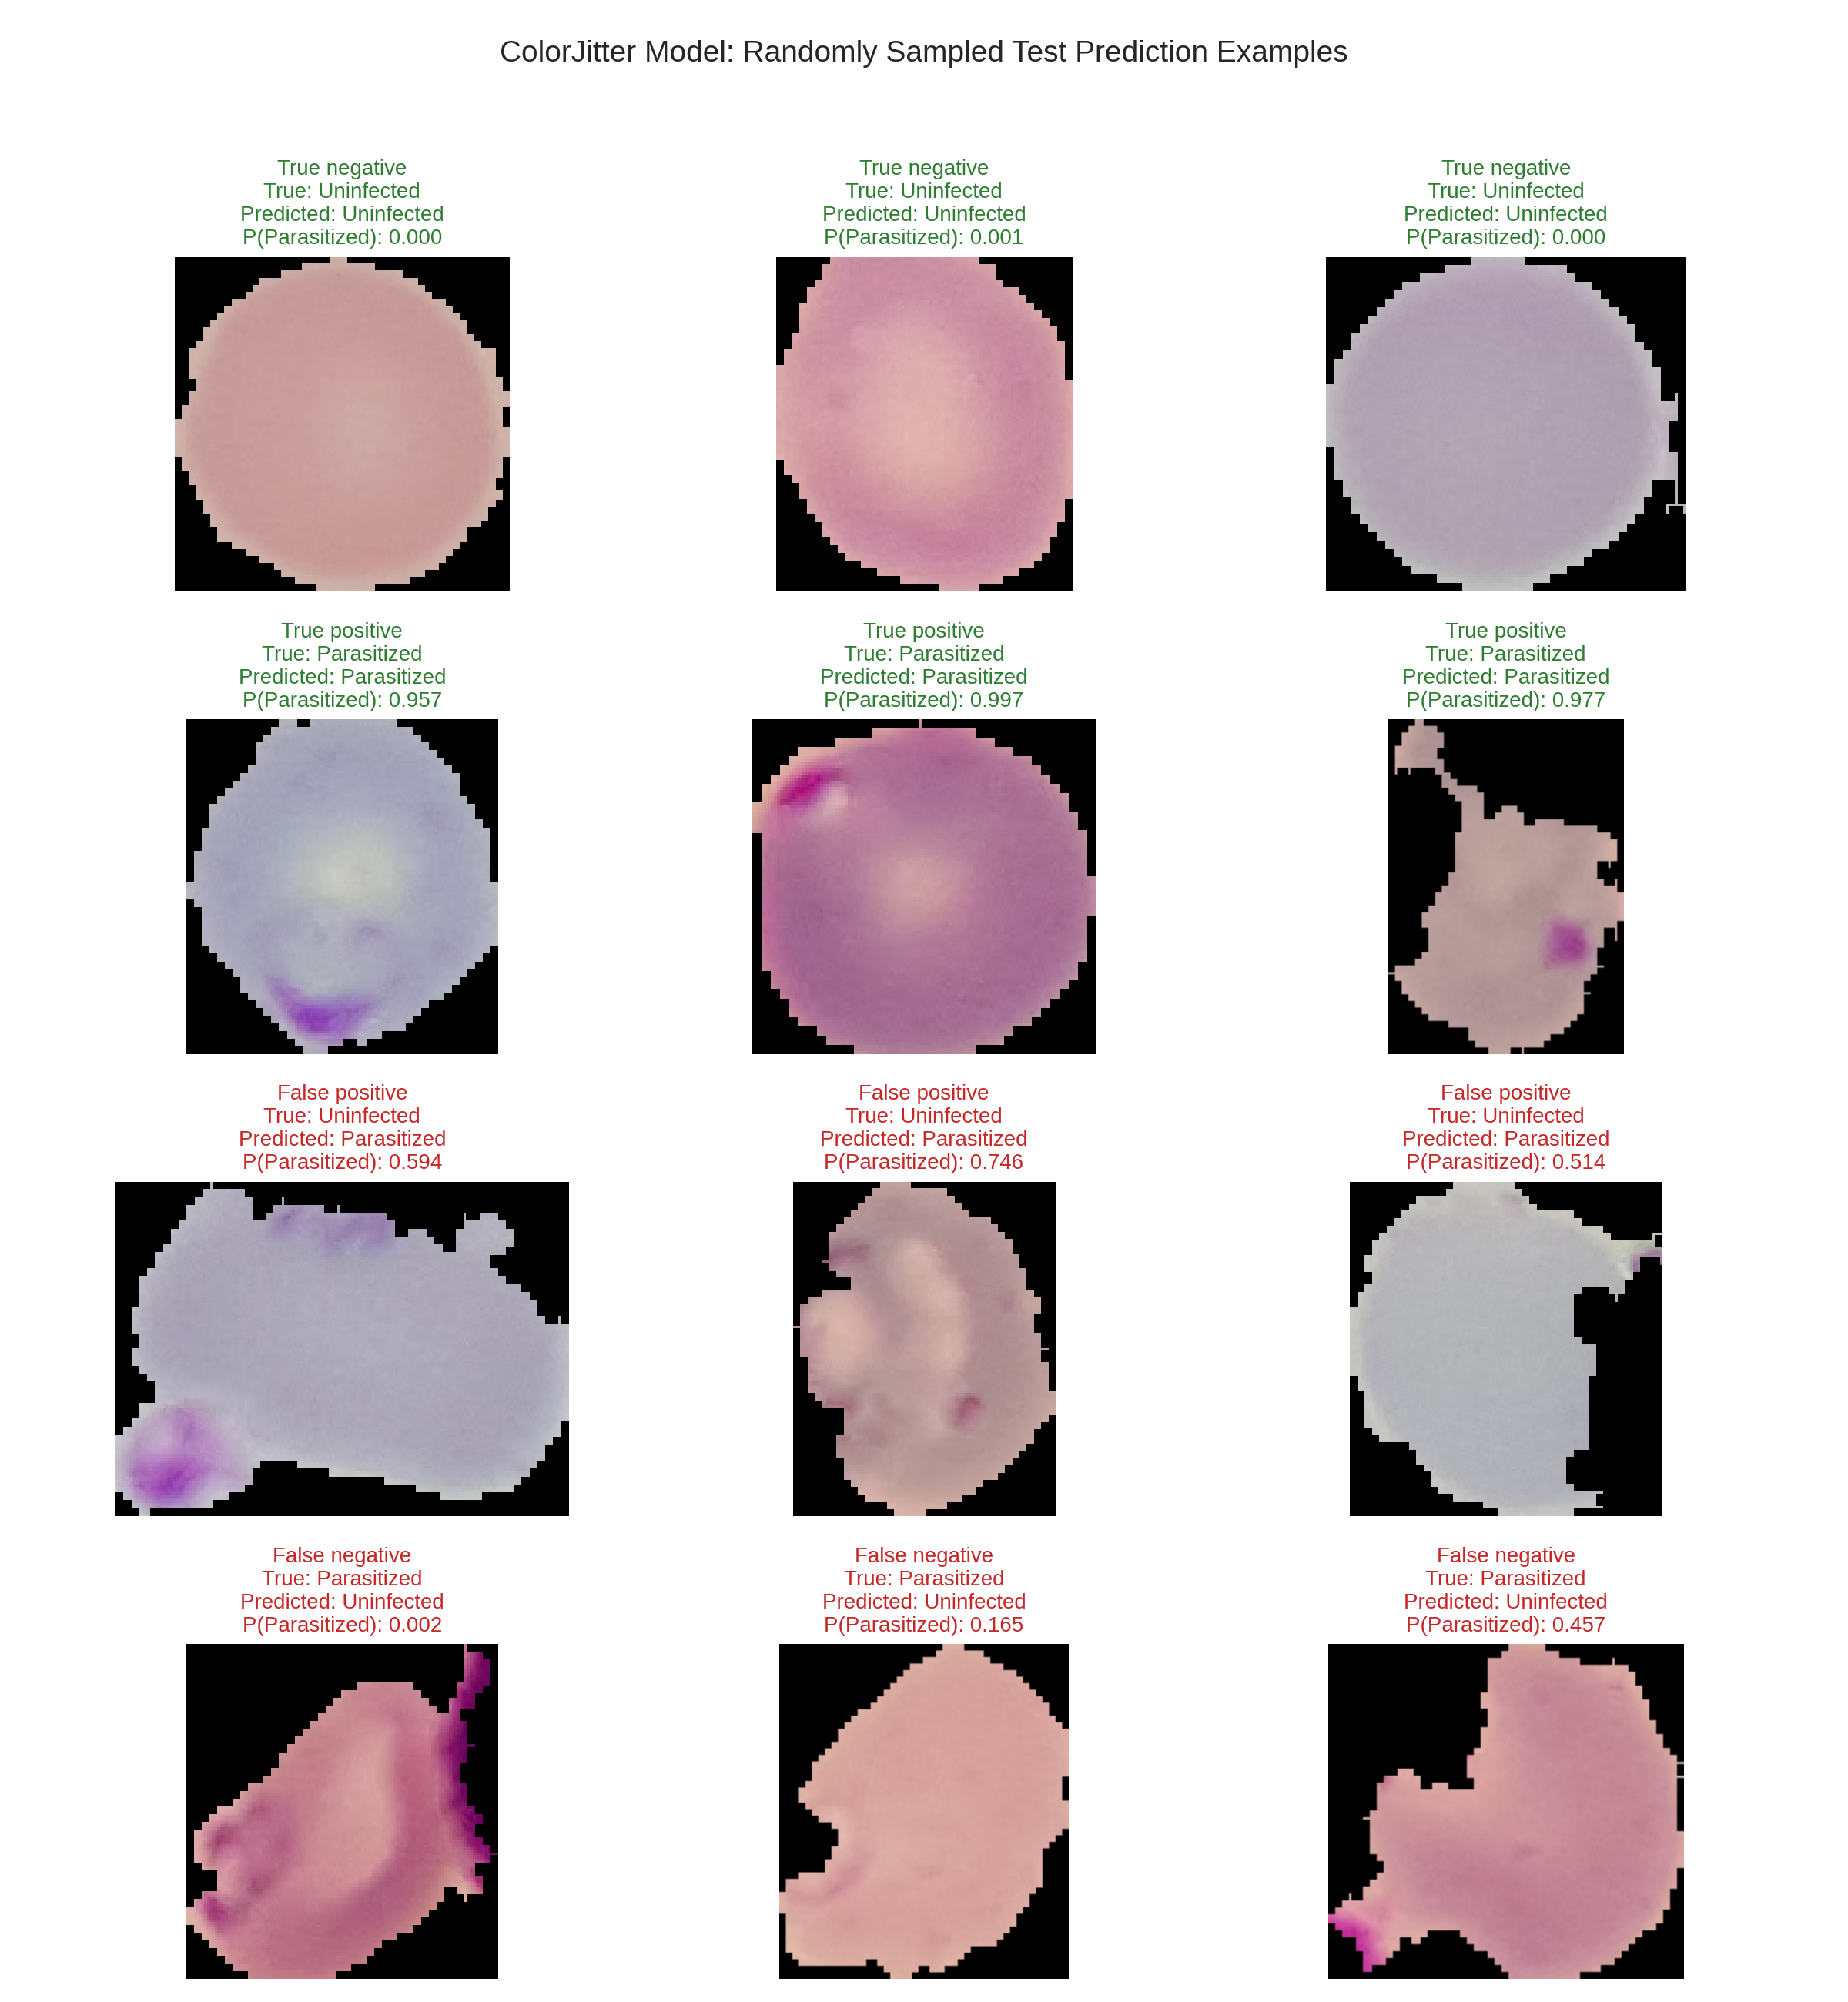 ColorJitter Model: Randomly Sampled Test Prediction Examples
True negative
True: Uninfected
Predicted: Uninfected
P(Parasitized): 0.000
True negative
True: Uninfected
Predicted: Uninfected
P(Parasitized): 0.001
True negative
True: Uninfected
Predicted: Uninfected
P(Parasitized): 0.000
True positive
True: Parasitized
Predicted: Parasitized
P(Parasitized): 0.957
True positive
True: Parasitized
Predicted: Parasitized
P(Parasitized): 0.997
True positive
True: Parasitized
Predicted: Parasitized
P(Parasitized): 0.977
False positive
True: Uninfected
Predicted: Parasitized
P(Parasitized): 0.594
False positive
True: Uninfected
Predicted: Parasitized
P(Parasitized): 0.746
False positive
True: Uninfected
Predicted: Parasitized
P(Parasitized): 0.514
False negative
True: Parasitized
Predicted: Uninfected
P(Parasitized): 0.002
False negative
True: Parasitized
Predicted: Uninfected
P(Parasitized): 0.165
False negative
True: Parasitized
Predicted: Uninfected
P(Parasitized): 0.457